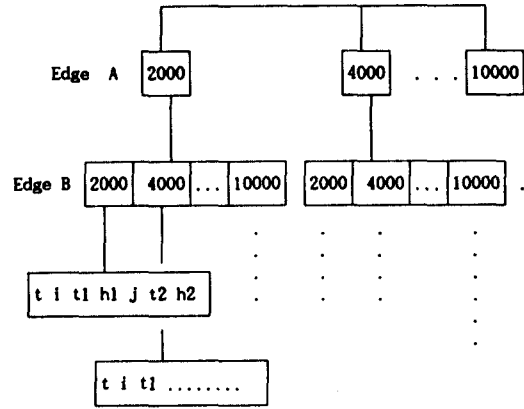 Edge A 2000 4000 . . . 10000
Edge B 2000 4000 ... 10000 2000 4000 ... 10000 .
t i t1 h1 j t2 h2
t i t1 ........